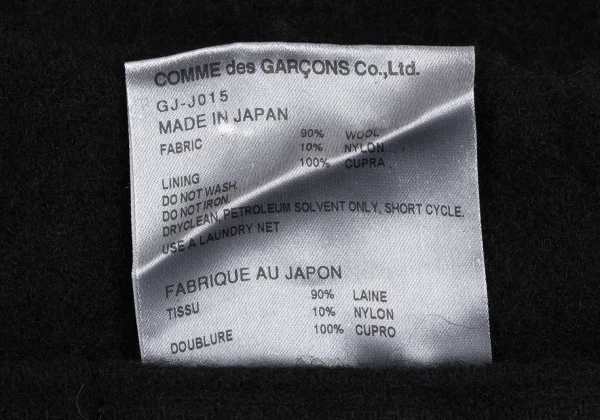 COMME des GARÇONS Co.,Ltd.
GJ-J015
MADE IN JAPAN
FABRIC 90% WOOL
10% NYLON
LINING 100% CUPRA
DO NOT WASH.
DO NOT IRON.
DRYCLEAN, PETROLEUM SOLVENT ONLY, SHORT CYCLE.
USE A LAUNDRY NET
FABRIQUE AU JAPON
TISSU 90% LAINE
10% NYLON
DOUBLURE 100% CUPRO